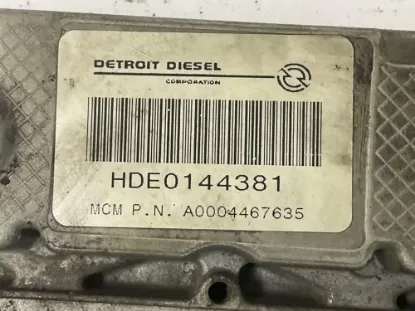 DETROIT DIESEL
CORPORATION
HDE0144381
MCM P.N. A0004467635